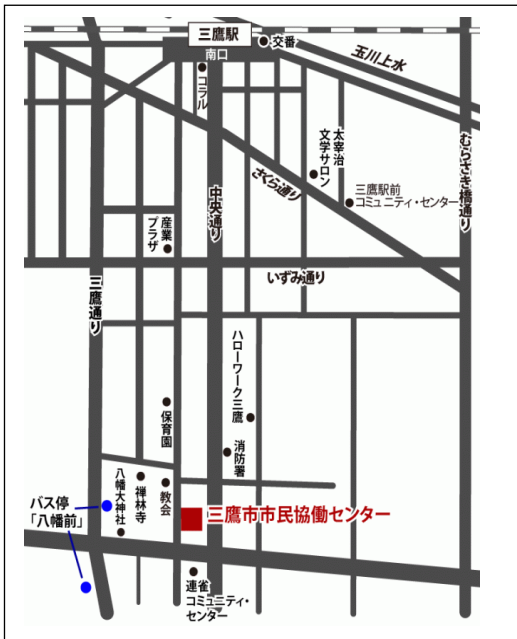 三鷹駅
南口
交番
玉川上水
コラル
太宰治
文学サロン
むらさき橋通り
さくら通り
中央通り
三鷹駅前
コミュニティ・センター
産業
プラザ
いずみ通り
三鷹通り
ハローワーク三鷹
保育園
消防署
八幡大神社
禅林寺
教会
バス停
「八幡前」
三鷹市市民協働センター
連雀
コミュニティ・
センター